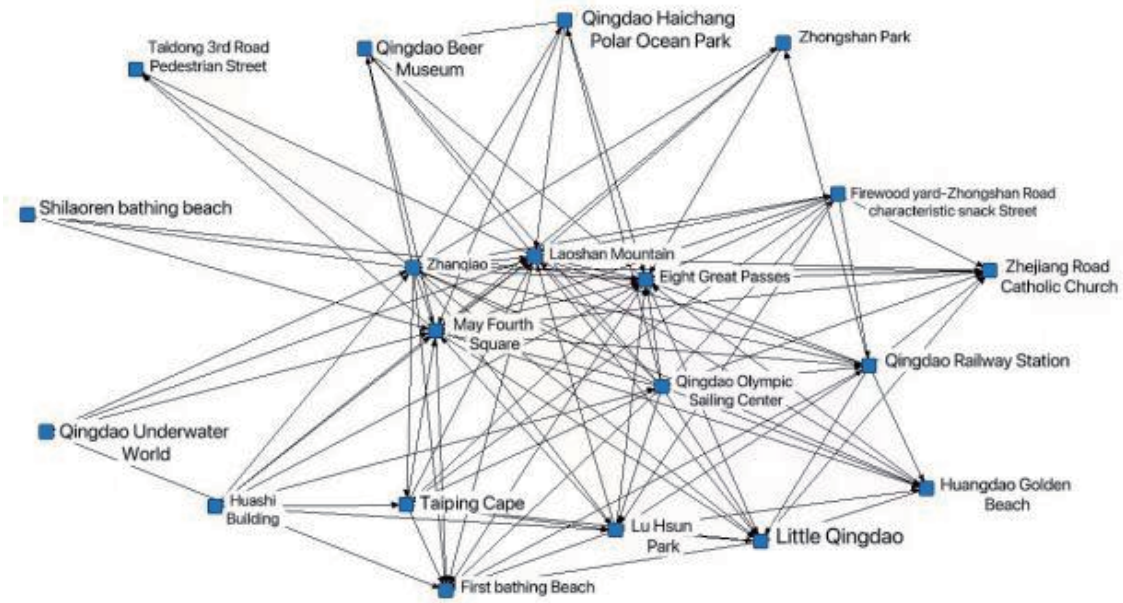 Qingdao Haichang
Polar Ocean Park
Zhongshan Park
Taidong 3rd Road
Pedestrian Street
Qingdao Beer
Museum
Firewood yard-Zhongshan Road
characteristic snack Street
Shilaoren bathing beach
Zhanqiao
Laoshan Mountain
Eight Great Passes
Zhejiang Road
Catholic Church
May Fourth
Square
Qingdao Railway Station
Qingdao Olympic
Sailing Center
Qingdao Underwater
World
Huashi
Building
Taiping Cape
Huangdao Golden
Beach
Lu Hsun
Park
Little Qingdao
First bathing Beach